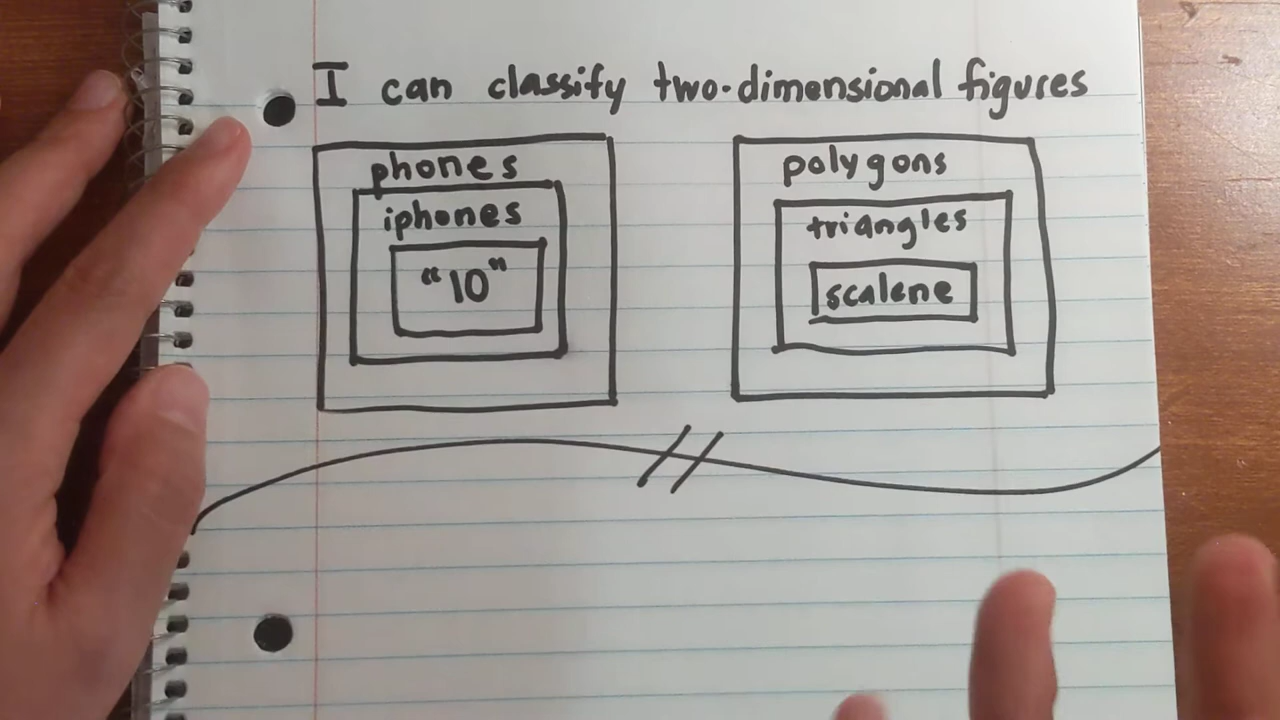 I can classify two-dimensional figures
phones
iphones
"10"
polygons
triangles
scalene